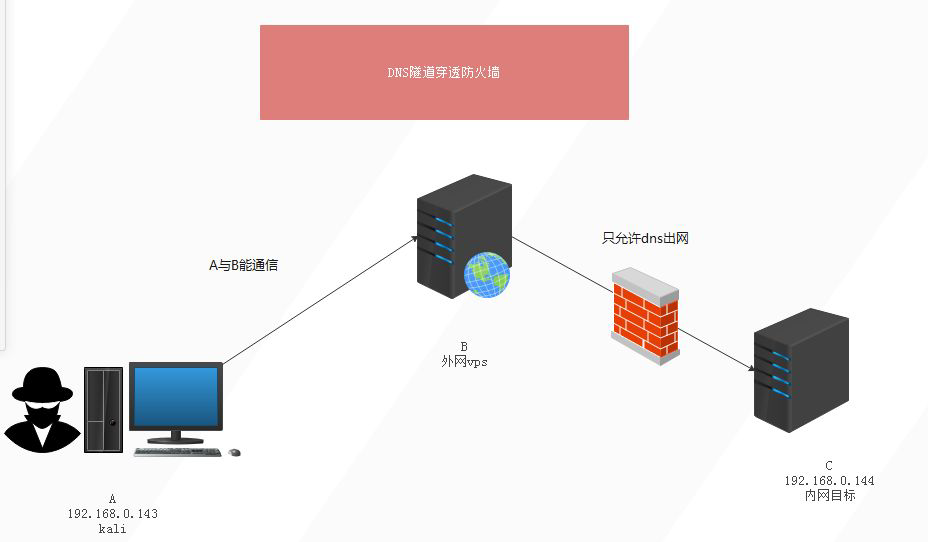 DNS隧道穿透防火墙
只允许dns出网
A与B能通信
B
外网vps
C
192.168.0.144
内网目标
A
192.168.0.143
kali